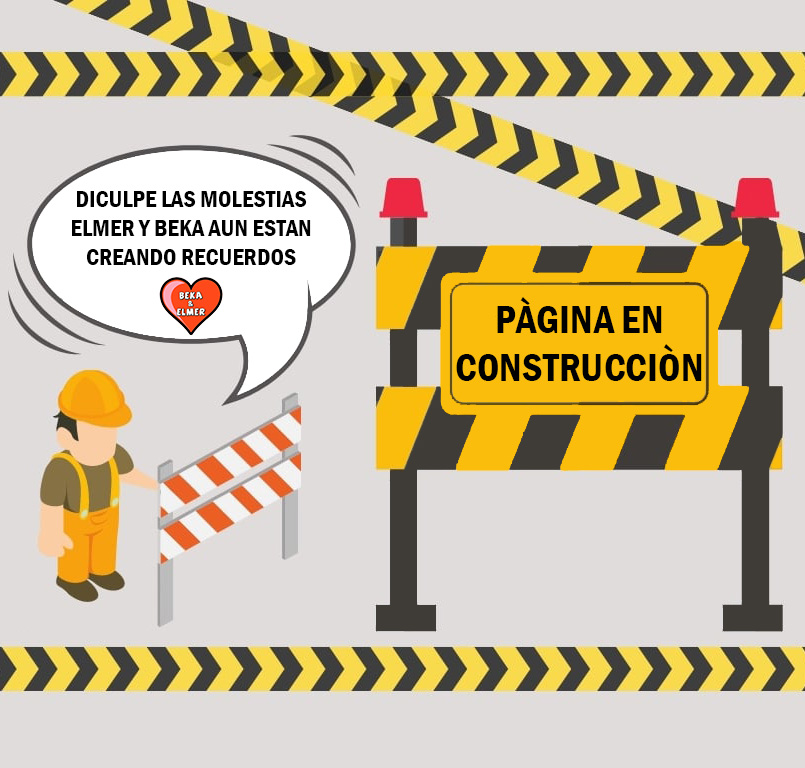 DICULPE LAS MOLESTIAS
ELMER Y BEKA AUN ESTAN
CREANDO RECUERDOS
BEKA
&
ELMER
PÀGINA EN
CONSTRUCCIÒN